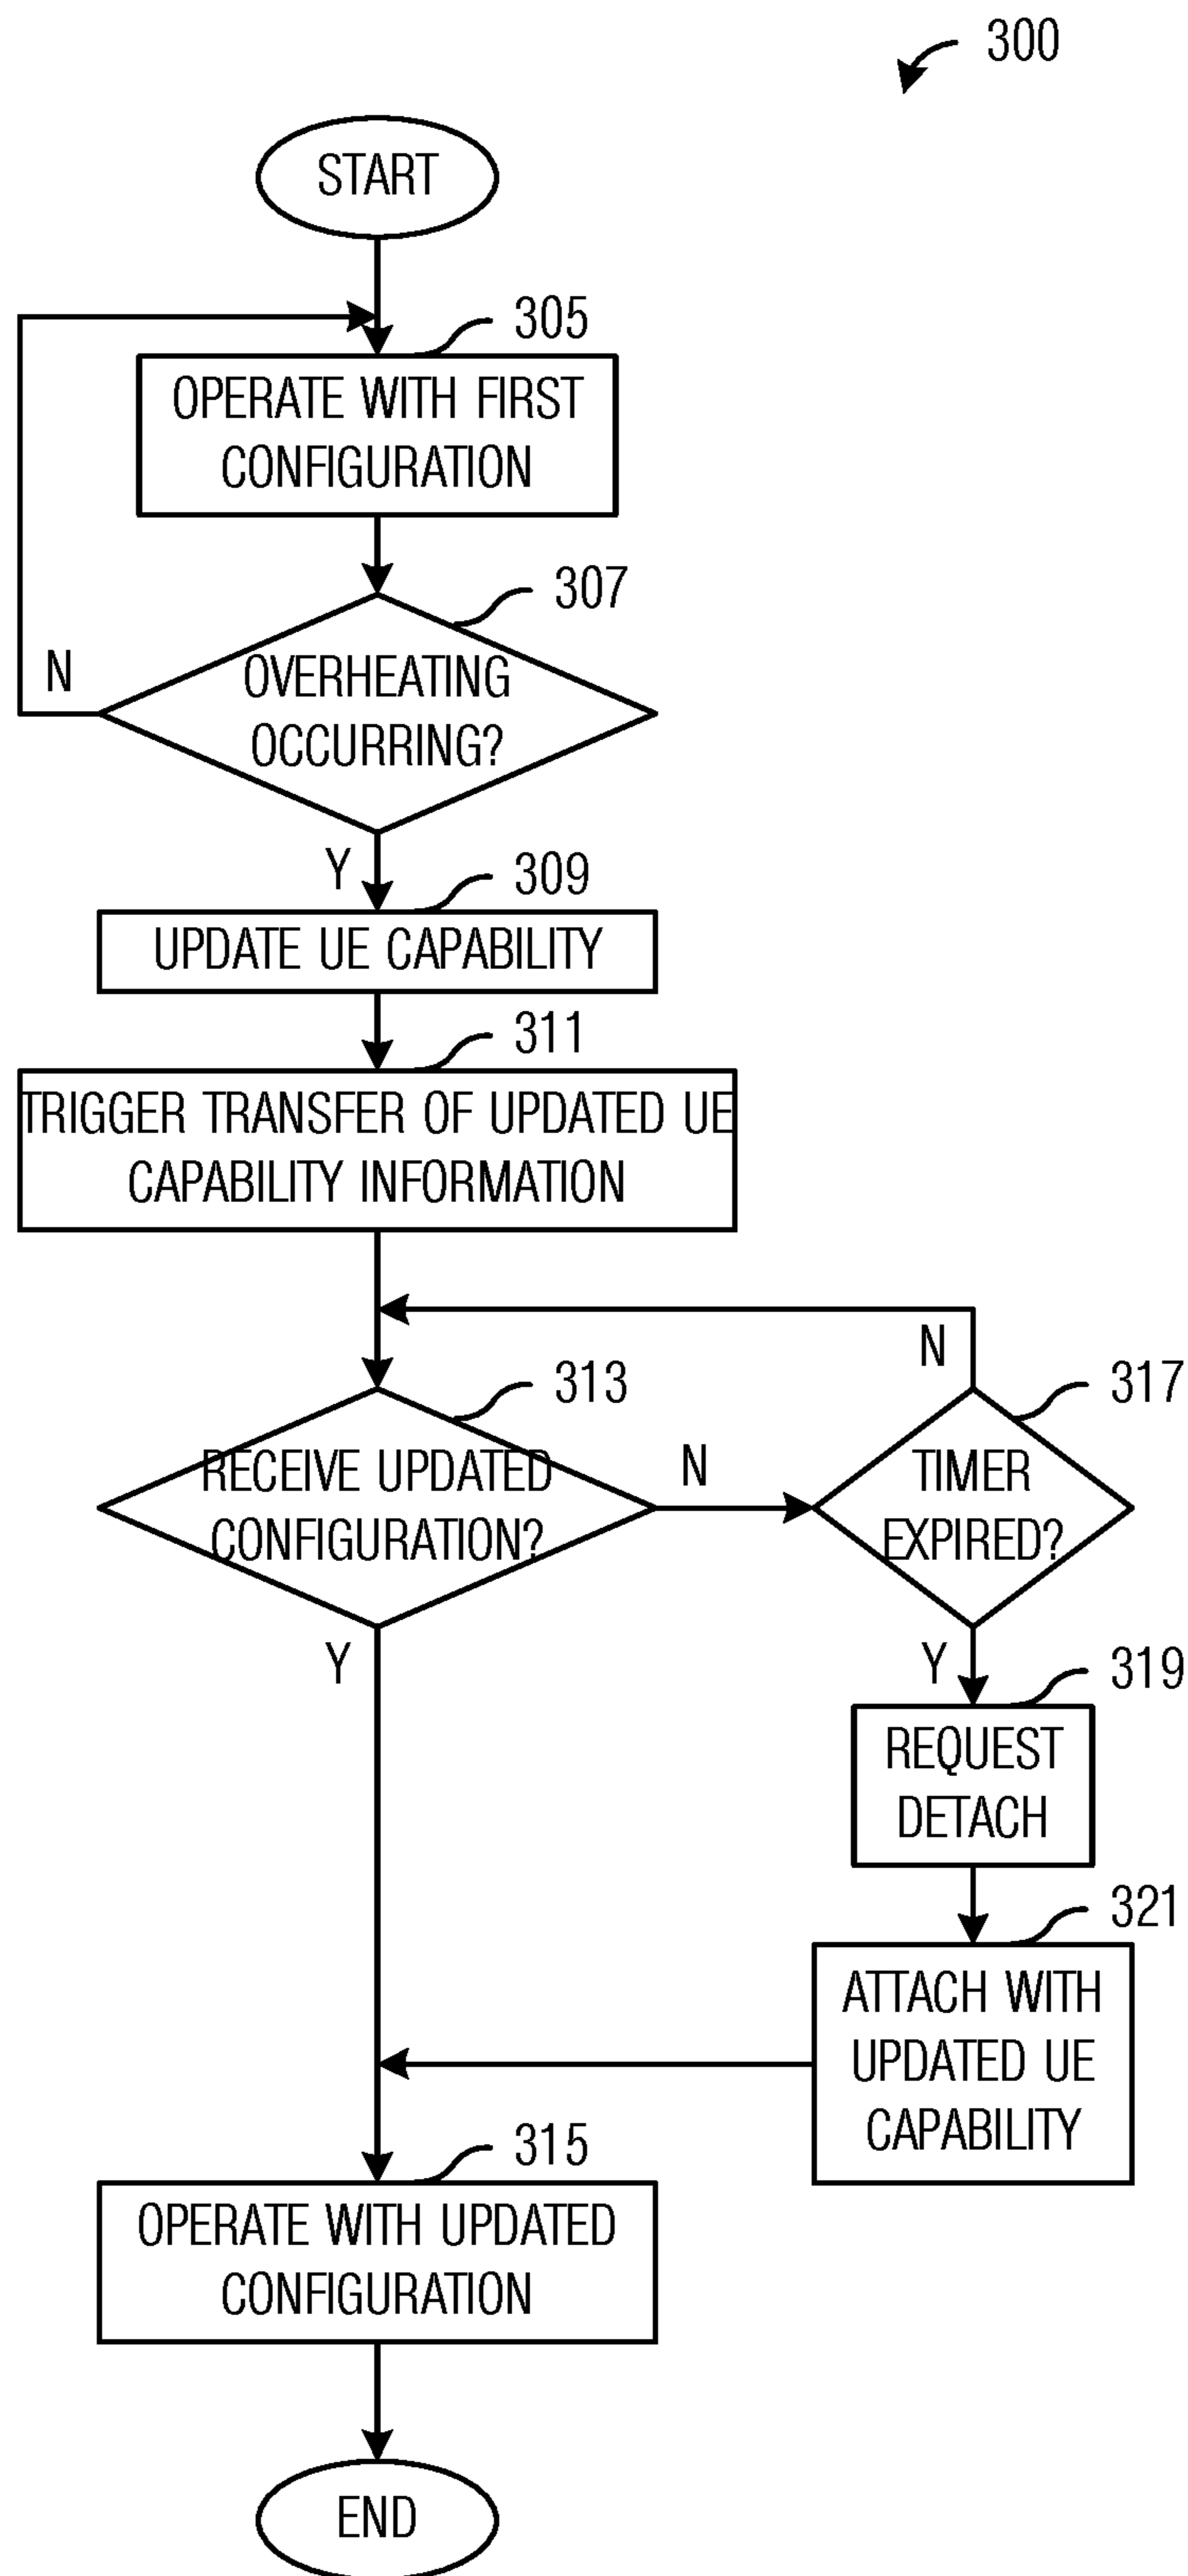 300
START
305
OPERATE WITH FIRST
CONFIGURATION
307
OVERHEATING
OCCURRING?
N
Y
309
UPDATE UE CAPABILITY
311
TRIGGER TRANSFER OF UPDATED UE
CAPABILITY INFORMATION
313
RECEIVE UPDATED
CONFIGURATION?
N
Y
317
TIMER
EXPIRED?
N
Y
319
REQUEST
DETACH
321
ATTACH WITH
UPDATED UE
CAPABILITY
315
OPERATE WITH UPDATED
CONFIGURATION
END